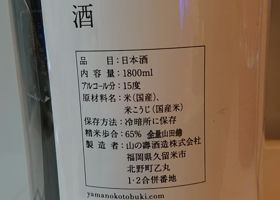 酒
品目:日本酒
内容量:1800ml
アルコール分:15度
原材料名:米(国産)、
米こうじ(国産米)
保存方法:冷暗所に保存
精米歩合:65% 全量山田錦
製造者:山の壽酒造株式会社
福岡県久留米市
北野町乙丸
1・2合併番地
yamanokotobuki.com